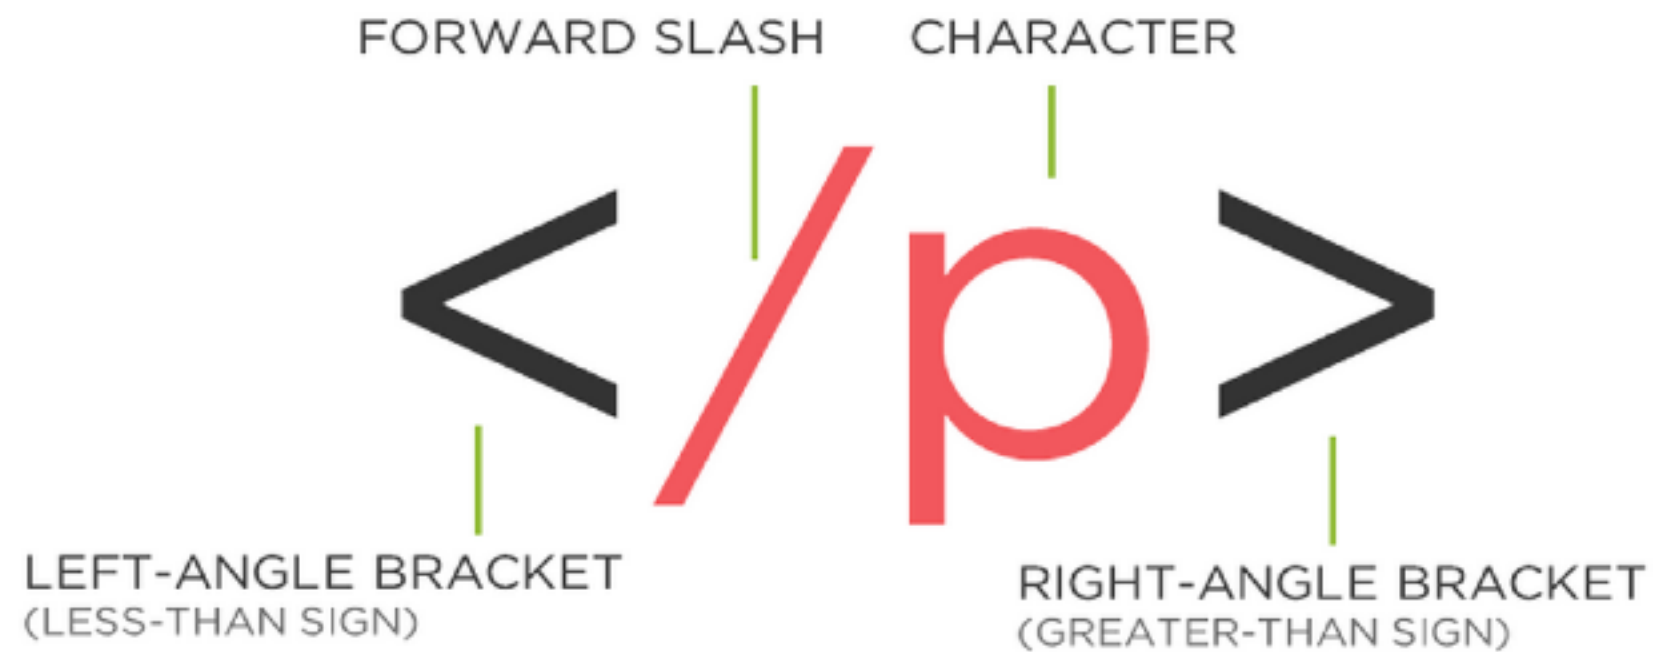 FORWARD SLASH CHARACTER
</p>
LEFT-ANGLE BRACKET
(LESS-THAN SIGN)
RIGHT-ANGLE BRACKET
(GREATER-THAN SIGN)